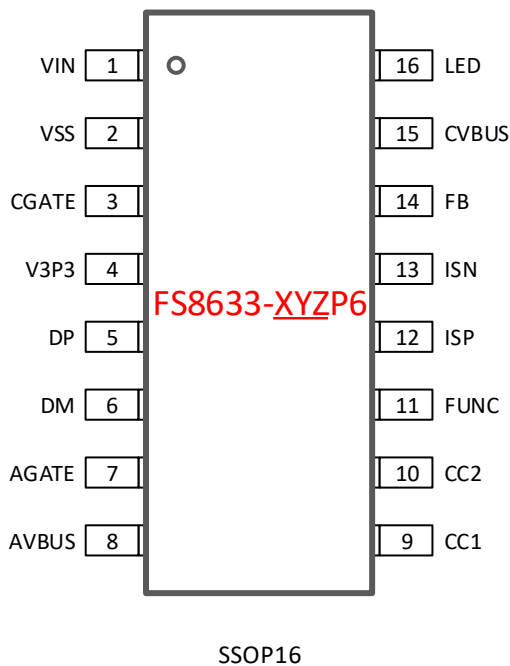 VIN 1 16 LED
VSS 2 15 CVBUS
CGATE 3 14 FB
V3P3 4 13 ISN
FS8633-XYZP6
DP 5 12 ISP
DM 6 11 FUNC
AGATE 7 10 CC2
AVBUS 8 9 CC1
SSOP16